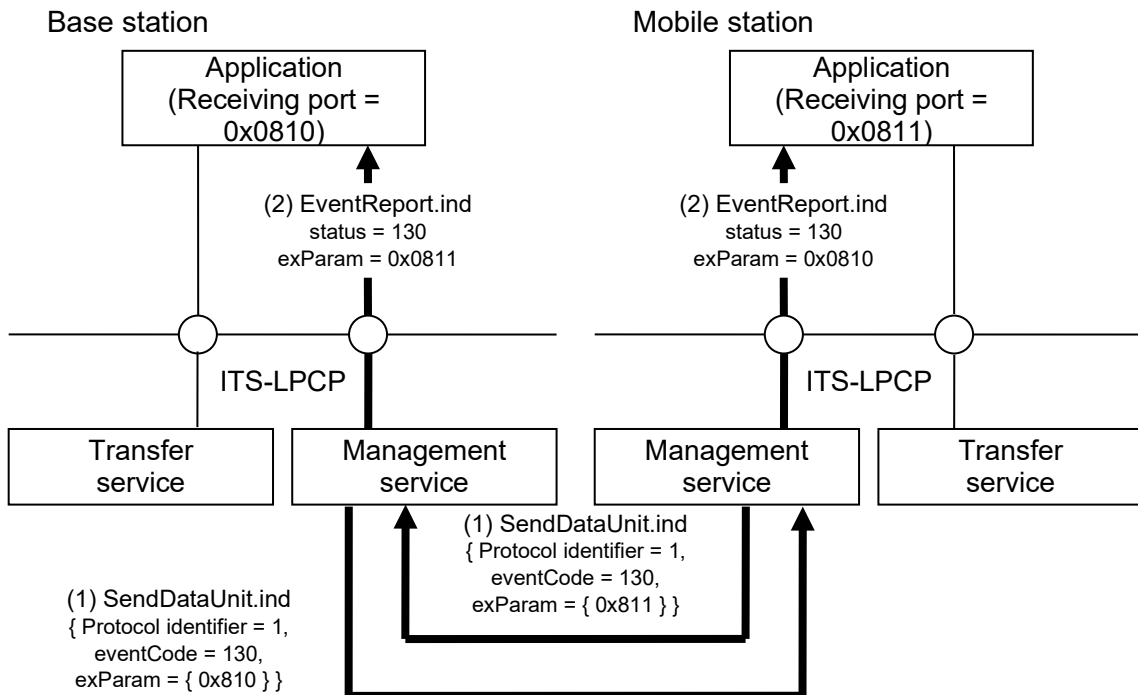 Base station
Mobile station
Application
(Receiving port =
0x0810)
Application
(Receiving port =
0x0811)
(2) EventReport.ind
status = 130
exParam = 0x0811
(2) EventReport.ind
status = 130
exParam = 0x0810
ITS-LPCP
ITS-LPCP
Transfer
service
Management
service
Management
service
Transfer
service
(1) SendDataUnit.ind
{ Protocol identifier = 1,
eventCode = 130,
exParam = { 0x811 } }
(1) SendDataUnit.ind
{ Protocol identifier = 1,
eventCode = 130,
exParam = { 0x810 } }